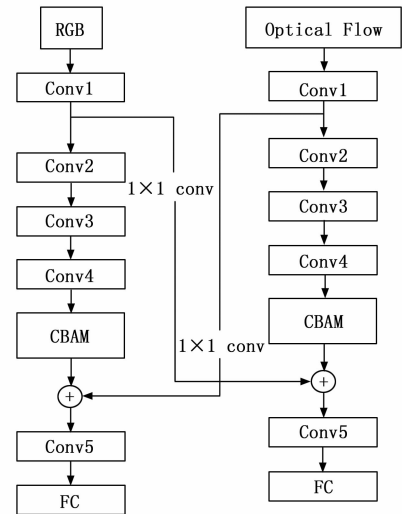 RGB
Optical Flow
Conv1
Conv1
Conv2
Conv2
1×1 conv
Conv3
Conv3
Conv4
Conv4
CBAM
CBAM
1×1 conv
+
+
Conv5
Conv5
FC
FC